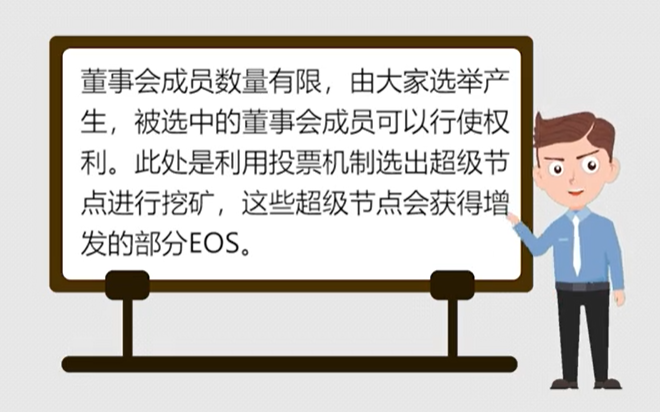 董事会成员数量有限，由大家选举产
生，被选中的董事会成员可以行使权
利。此处是利用投票机制选出超级节
点进行挖矿，这些超级节点会获得增
发的部分EOS。